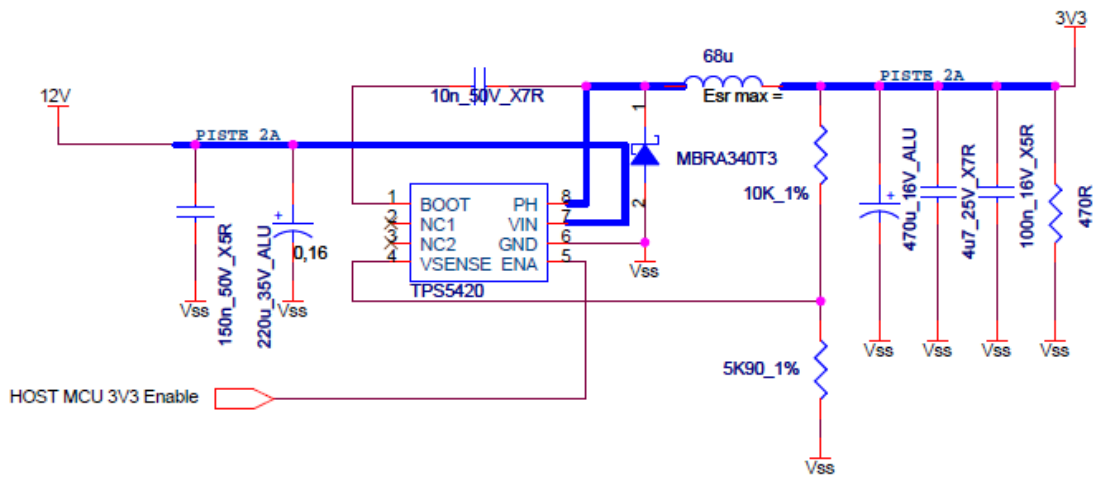 3V3
68u
12V
10n_50V_X7R
Esr max =
PISTE 2A
PISTE 2A
1
MBRA340T3
2
10K_1%
470u_16V_ALU
4u7_25V_X7R
100n_16V_X5R
470R
1 BOOT PH 8
2 NC1 VIN 7
3 NC2 GND 6
4 VSENSE ENA 5
TPS5420
150n_50V_X5R
220u_35V_ALU
+
0,16
+
Vss
Vss
Vss
Vss
Vss
Vss
Vss
5K90_1%
HOST MCU 3V3 Enable
Vss